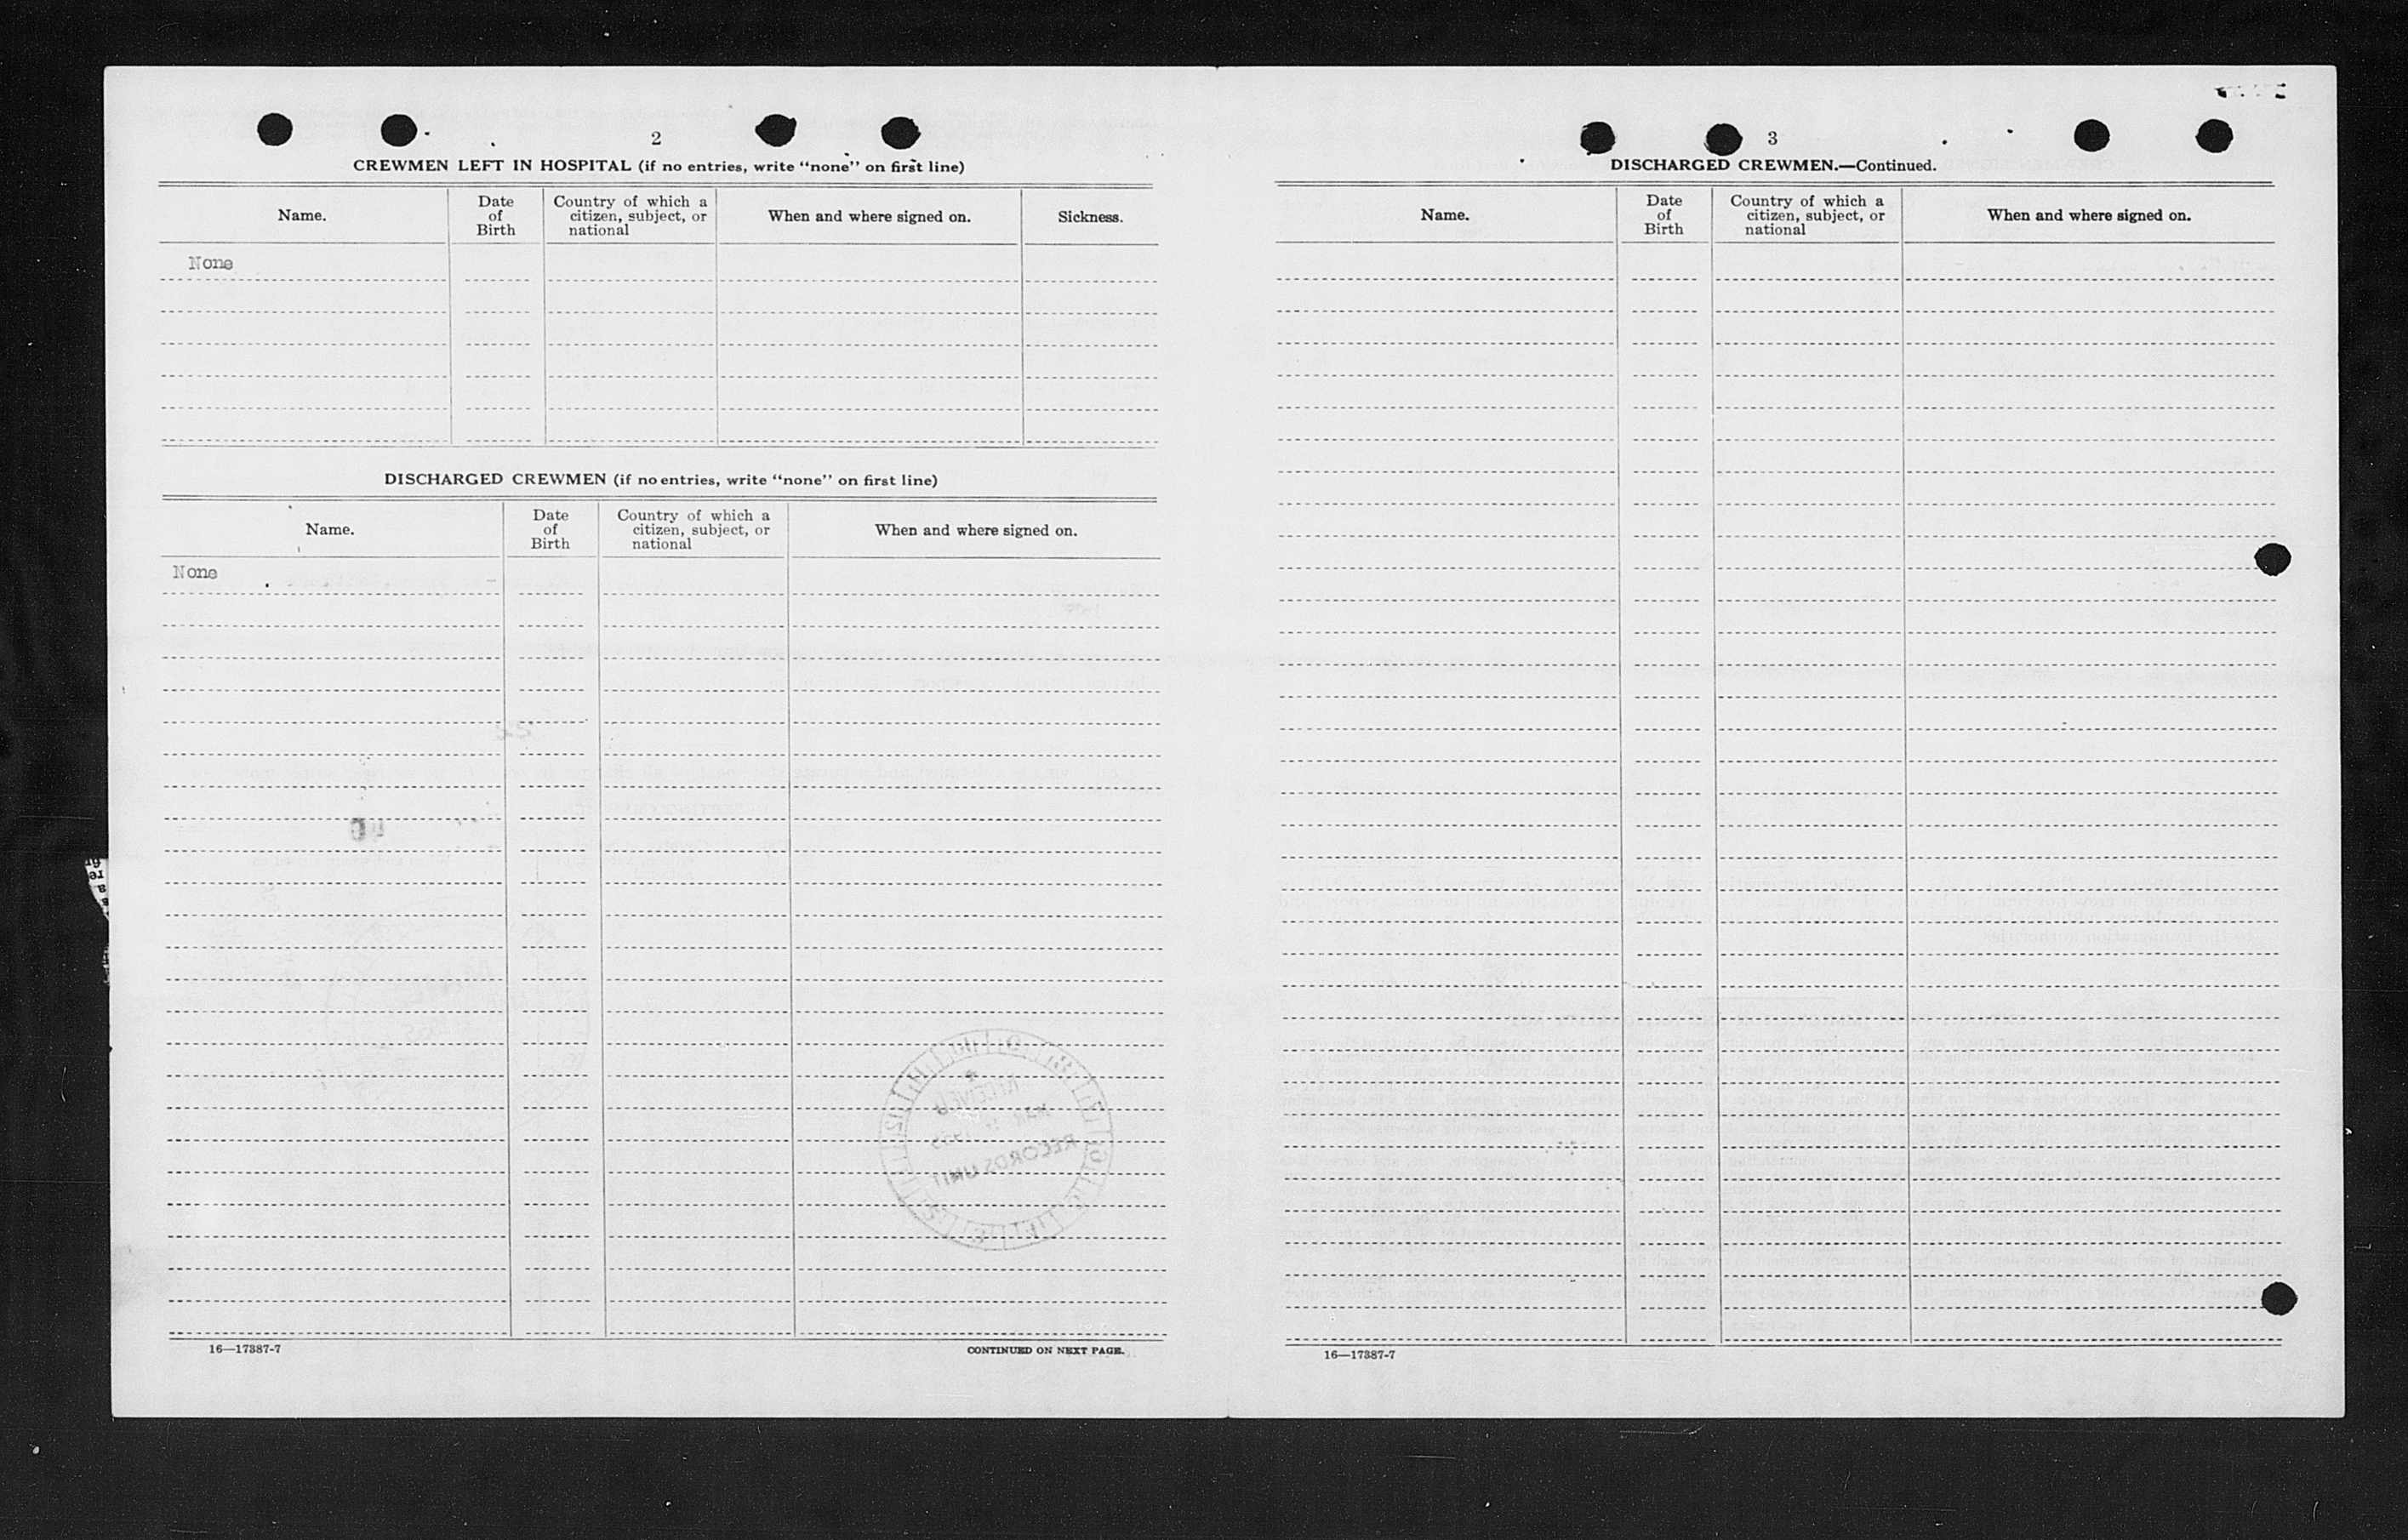 2
CREWMEN LEFT IN HOSPITAL (if no entries, write “none” on first line)
Name.
Date of Birth
Country of which a citizen, subject, or national
When and where signed on.
Sickness.
None
DISCHARGED CREWMEN (if no entries, write “none” on first line)
Name.
Date of Birth
Country of which a citizen, subject, or national
When and where signed on.
None
RECEIVED
RECORDS UNIT
16—17387-7
CONTINUED ON NEXT PAGE.
3
DISCHARGED CREWMEN.—Continued.
Name.
Date of Birth
Country of which a citizen, subject, or national
When and where signed on.
16—17387-7